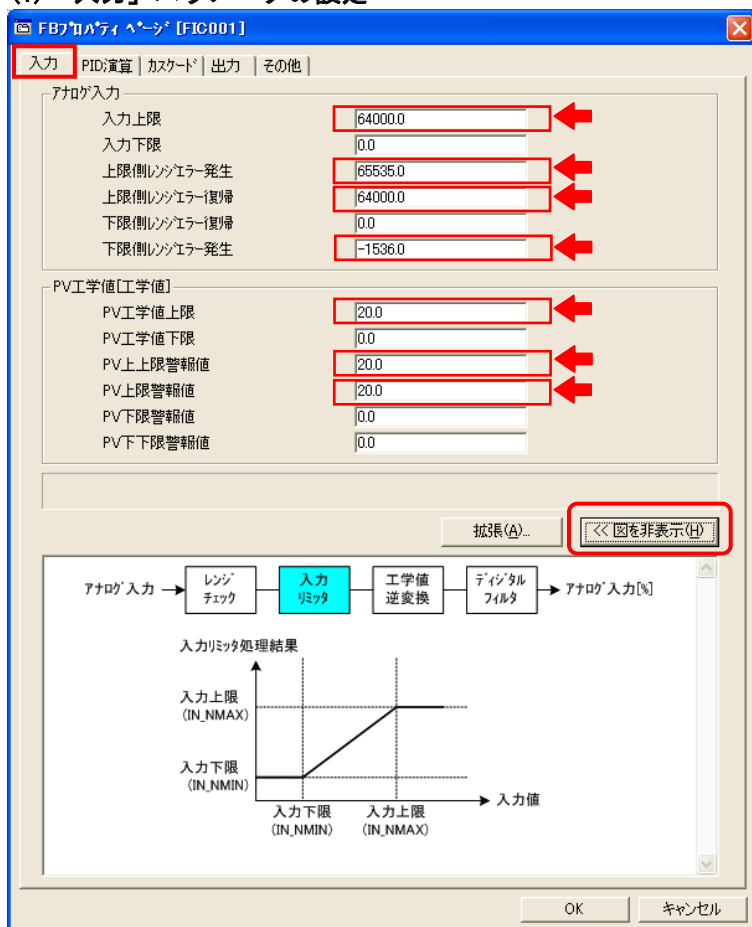 FBプロパティ ページ [FIC001]
入力 PID演算 カスケード 出力 その他
アナログ入力
入力上限 64000.0
入力下限 0.0
上限側レンジエラー発生 65535.0
上限側レンジエラー復帰 64000.0
下限側レンジエラー復帰 0.0
下限側レンジエラー発生 -1536.0
PV工学値[工学値]
PV工学値上限 20.0
PV工学値下限 0.0
PV上上限警報値 20.0
PV上限警報値 20.0
PV下限警報値 0.0
PV下下限警報値 0.0
拡張(A)... << 図を非表示(H)
アナログ入力 レンジ 入力 工学値 ディジタル アナログ入力[%]
チェック リミッタ 逆変換 フィルタ
入力リミッタ処理結果
入力上限
(IN_NMAX)
入力下限
(IN_NMIN)
入力値
入力下限 入力上限
(IN_NMIN) (IN_NMAX)
OK キャンセル